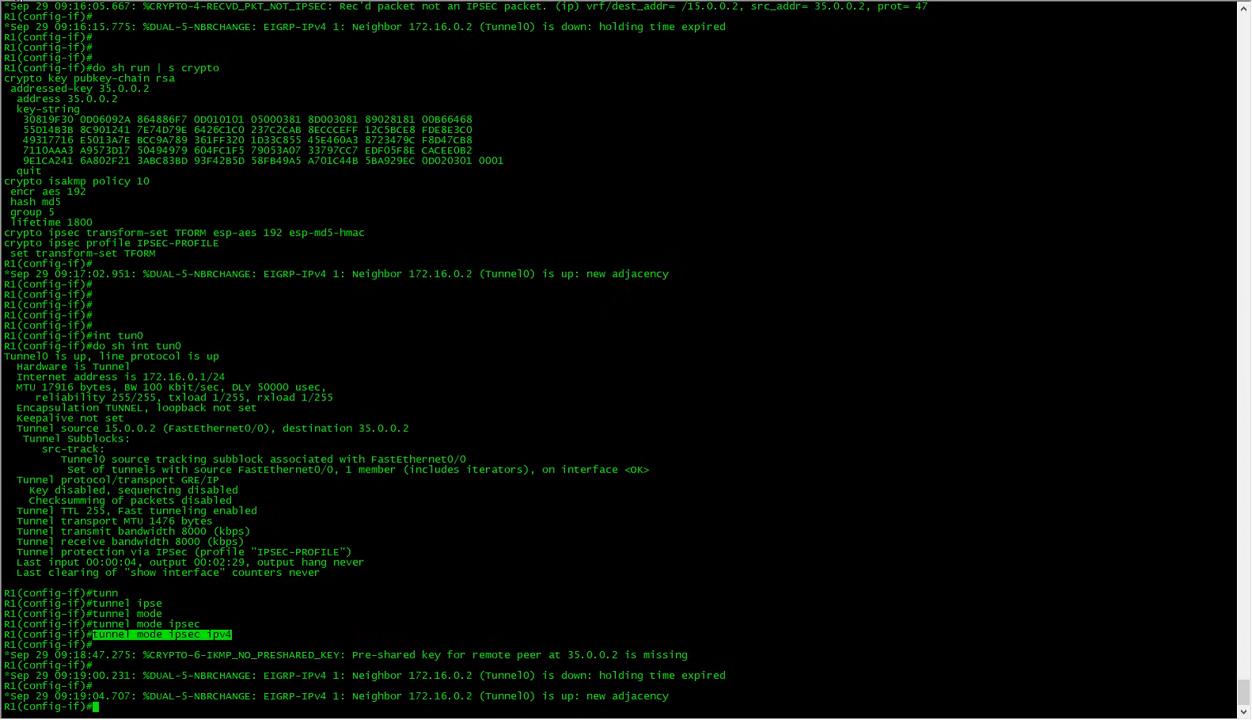 *Sep 29 09:16:05.667: %CRYPTO-4-RECVD_PKT_NOT_IPSEC: Rec'd packet not an IPSEC packet. (ip) vrf/dest_addr= /15.0.0.2, src_addr= 35.0.0.2, prot= 47
R1(config-if)#
*Sep 29 09:16:15.775: %DUAL-5-NBRCHANGE: EIGRP-IPv4 1: Neighbor 172.16.0.2 (Tunnel0) is down: holding time expired
R1(config-if)#
R1(config-if)#
R1(config-if)#
R1(config-if)#do sh run | s crypto
crypto key pubkey-chain rsa
addressed-key 35.0.0.2
address 35.0.0.2
key-string
30819F30 0D06092A 864886F7 0D010101 05000381 8D003081 89028181 00B66468
55D14B3B 8C901241 7E74D79E 6426C1C0 237C2CAB 8ECCCEFF 12C5BCE8 FDE8E3C0
49317716 E5013A7E BCC9A789 361FF320 1D33C855 45E460A3 8723479C F8D47CB8
7110AAA3 A9573D17 50494979 604FC1F5 79053A07 33797CC7 EDF05F8E CACEE0B2
9E1CA241 6A802F21 3ABC83BD 93F42B5D 58FB49A5 A701C44B 5BA929EC 0D020301 0001
quit
crypto isakmp policy 10
encr aes 192
hash md5
group 5
lifetime 1800
crypto ipsec transform-set TFORM esp-aes 192 esp-md5-hmac
crypto ipsec profile IPSEC-PROFILE
set transform-set TFORM
R1(config-if)#
*Sep 29 09:17:02.951: %DUAL-5-NBRCHANGE: EIGRP-IPv4 1: Neighbor 172.16.0.2 (Tunnel0) is up: new adjacency
R1(config-if)#
R1(config-if)#
R1(config-if)#
R1(config-if)#
R1(config-if)#
R1(config-if)#int tun0
R1(config-if)#do sh int tun0
Tunnel0 is up, line protocol is up
Hardware is Tunnel
Internet address is 172.16.0.1/24
MTU 17916 bytes, BW 100 Kbit/sec, DLY 50000 usec,
reliability 255/255, txload 1/255, rxload 1/255
Encapsulation TUNNEL, loopback not set
Keepalive not set
Tunnel source 15.0.0.2 (FastEthernet0/0), destination 35.0.0.2
Tunnel Subblocks:
src-track:
Tunnel0 source tracking subblock associated with FastEthernet0/0
Set of tunnels with source FastEthernet0/0, 1 member (includes iterators), on interface <OK>
Tunnel protocol/transport GRE/IP
Key disabled, sequencing disabled
Checksumming of packets disabled
Tunnel TTL 255, Fast tunneling enabled
Tunnel transport MTU 1476 bytes
Tunnel transmit bandwidth 8000 (kbps)
Tunnel receive bandwidth 8000 (kbps)
Tunnel protection via IPSec (profile "IPSEC-PROFILE")
Last input 00:00:04, output 00:02:29, output hang never
Last clearing of "show interface" counters never
R1(config-if)#tunn
R1(config-if)#tunnel ipse
R1(config-if)#tunnel mode
R1(config-if)#tunnel mode ipsec
R1(config-if)#tunnel mode ipsec ipv4
R1(config-if)#
*Sep 29 09:18:47.275: %CRYPTO-6-IKMP_NO_PRESHARED_KEY: Pre-shared key for remote peer at 35.0.0.2 is missing
R1(config-if)#
*Sep 29 09:19:00.231: %DUAL-5-NBRCHANGE: EIGRP-IPv4 1: Neighbor 172.16.0.2 (Tunnel0) is down: holding time expired
R1(config-if)#
*Sep 29 09:19:04.707: %DUAL-5-NBRCHANGE: EIGRP-IPv4 1: Neighbor 172.16.0.2 (Tunnel0) is up: new adjacency
R1(config-if)#